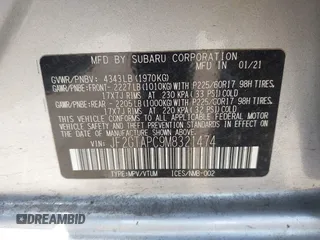 MFD BY SUBARU CORPORATION 01/21
GVWR/PNBV: 4343LB (1970KG)
GAWR/PNBE:FRONT- 2227LB(1010KG)WITH P225/60R17 98H TIRES,
17X7J RIMS AT 230 KPA (33 PSI) COLD
GAWR/PNBE:REAR - 2205LB(1000KG)WITH P225/60R17 98H TIRES,
17X7J RIMS AT 220 KPA (32 PSI) COLD
THIS VEHICLE CONFORMS TO ALL APPLICABLE
FEDERAL MOTOR VEHICLE SAFETY, BUMPER, AND THEFT
PREVENTION STANDARDS IN EFFECT ON THE DATE OF
MANUFACTURE SHOWN ABOVE.
VIN: JF2GTAPC9M8321474
TYPE:MPV/VTUM ICES/NMB-002
DEALER